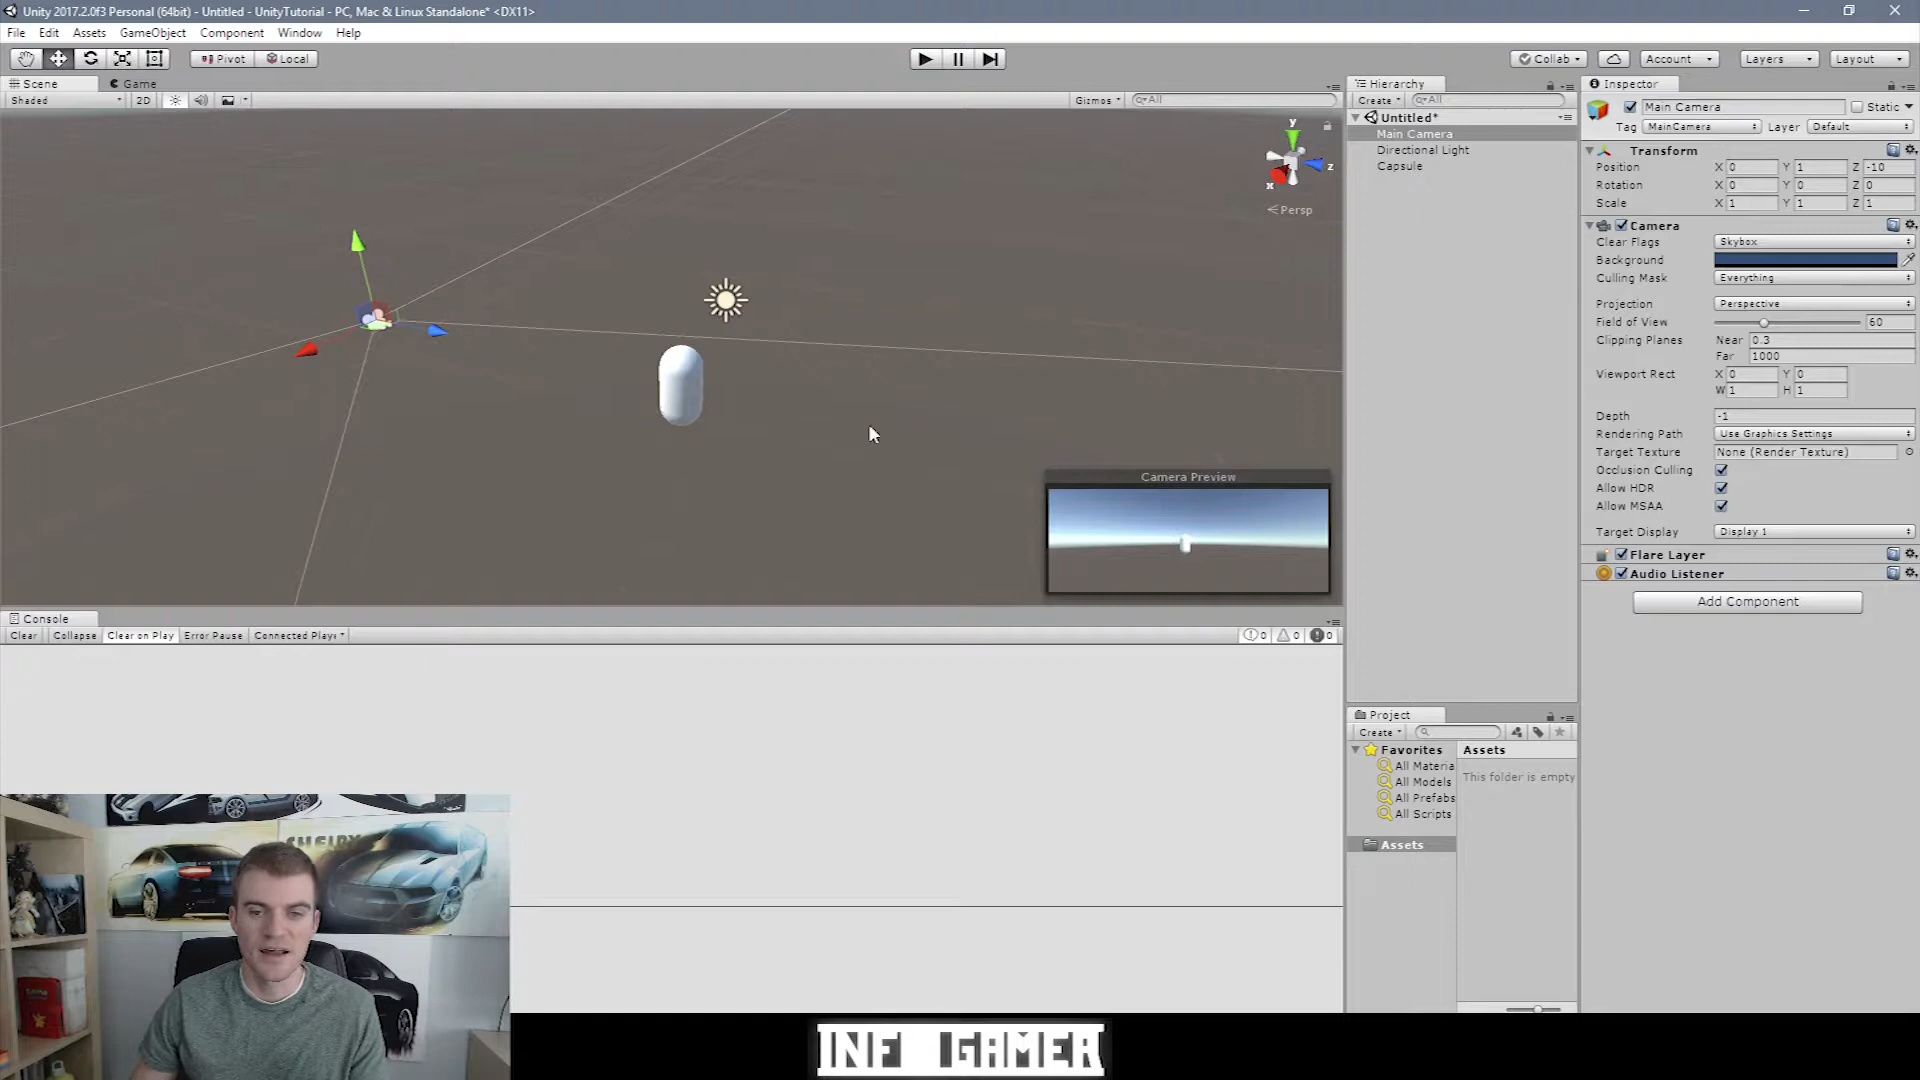 Unity 2017.2.0f3 Personal (64bit) - Untitled - UnityTutorial - PC, Mac & Linux Standalone* <DX11>
File Edit Assets GameObject Component Window Help
Pivot Local Collab Account Layers Layout
Scene Game
Shaded 2D Gizmos All
y
z
x
Persp
Camera Preview
Hierarchy
Create All
Untitled*
Main Camera
Directional Light
Capsule
Inspector
Main Camera Static
Tag MainCamera Layer Default
Transform
Position X 0 Y 1 Z -10
Rotation X 0 Y 0 Z 0
Scale X 1 Y 1 Z 1
Camera
Clear Flags Skybox
Background
Culling Mask Everything
Projection Perspective
Field of View 60
Clipping Planes Near 0.3
Far 1000
Viewport Rect X 0 Y 0
W 1 H 1
Depth -1
Rendering Path Use Graphics Settings
Target Texture None (Render Texture)
Occlusion Culling
Allow HDR
Allow MSAA
Target Display Display 1
Flare Layer
Audio Listener
Add Component
Console
Clear Collapse Clear on Play Error Pause Connected Playe 0 0 0
Project
Create
Favorites
All Materia
All Models
All Prefabs
All Scripts
Assets
Assets
This folder is empty
SHELBY
INF GAMER